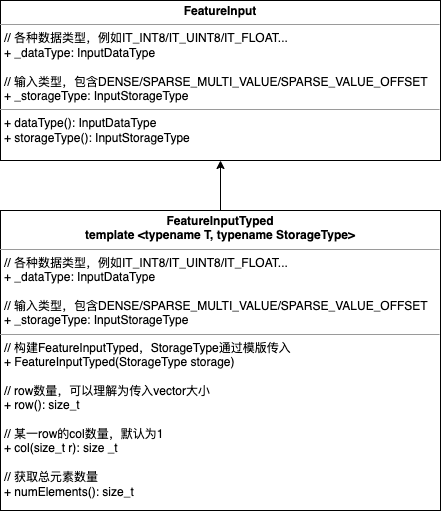 FeatureInput
// 各种数据类型，例如IT_INT8/IT_UINT8/IT_FLOAT...
+ _dataType: InputDataType
// 输入类型，包含DENSE/SPARSE_MULTI_VALUE/SPARSE_VALUE_OFFSET
+ _storageType: InputStorageType
+ dataType(): InputDataType
+ storageType(): InputStorageType
FeatureInputTyped
template <typename T, typename StorageType>
// 各种数据类型，例如IT_INT8/IT_UINT8/IT_FLOAT...
+ _dataType: InputDataType
// 输入类型，包含DENSE/SPARSE_MULTI_VALUE/SPARSE_VALUE_OFFSET
+ _storageType: InputStorageType
// 构建FeatureInputTyped，StorageType通过模版传入
+ FeatureInputTyped(StorageType storage)
// row数量，可以理解为传入vector大小
+ row(): size_t
// 某一row的col数量，默认为1
+ col(size_t r): size _t
// 获取总元素数量
+ numElements(): size_t